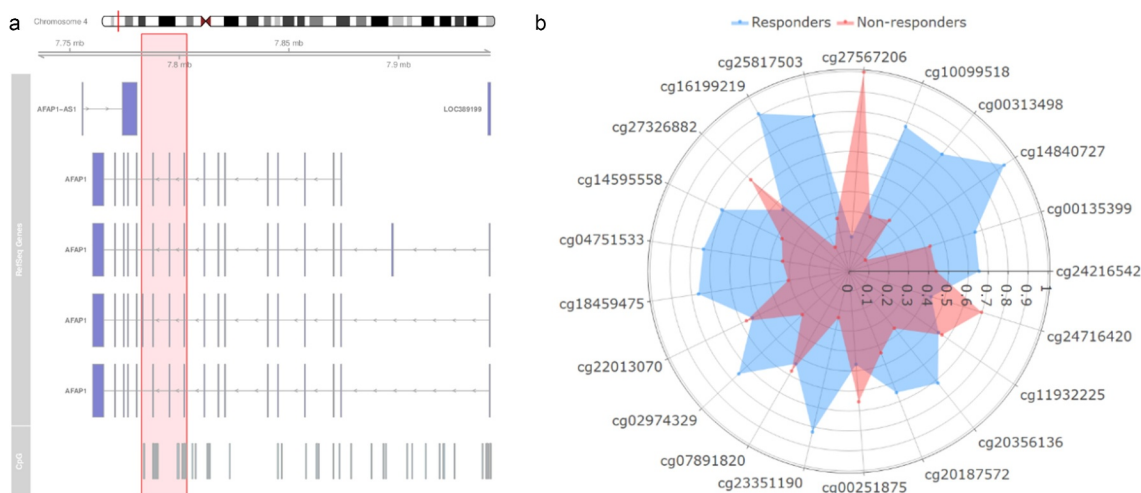 a
Chromosome 4
7.75 mb
7.85 mb
7.8 mb
7.9 mb
RefSeq Genes
AFAP1-AS1
LOC389199
AFAP1
AFAP1
AFAP1
AFAP1
CpG
b
Responders
Non-responders
cg27567206
cg10099518
cg00313498
cg14840727
cg00135399
cg24216542
cg24716420
cg11932225
cg20356136
cg20187572
cg00251875
cg23351190
cg07891820
cg02974329
cg22013070
cg18459475
cg04751533
cg14595558
cg27326882
cg16199219
cg25817503
0
0.1
0.2
0.3
0.4
0.5
0.6
0.7
0.8
0.9
1